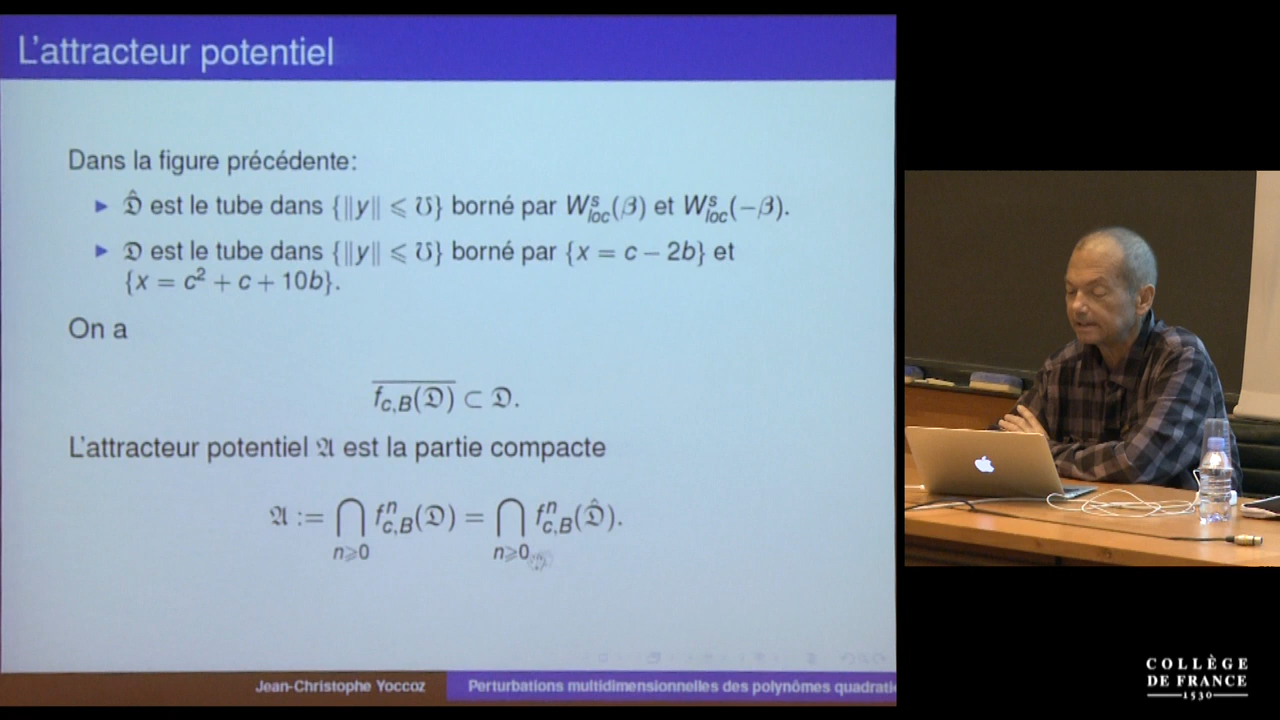 L'attracteur potentiel
Dans la figure précédente:
► 𝔇̂ est le tube dans {‖y‖ ⩽ ℧} borné par W^s_loc(β) et W^s_loc(−β).
► 𝔇 est le tube dans {‖y‖ ⩽ ℧} borné par {x = c − 2b} et
{x = c² + c + 10b}.
On a
\overline{f_{c,B}(𝔇)} ⊂ 𝔇.
L'attracteur potentiel 𝔄 est la partie compacte
𝔄 := ⋂_{n⩾0} f^n_{c,B}(𝔇) = ⋂_{n⩾0} f^n_{c,B}(𝔇̂).
Jean-Christophe Yoccoz Perturbations multidimensionnelles des polynômes quadrati
COLLÈGE
DE FRANCE
1530